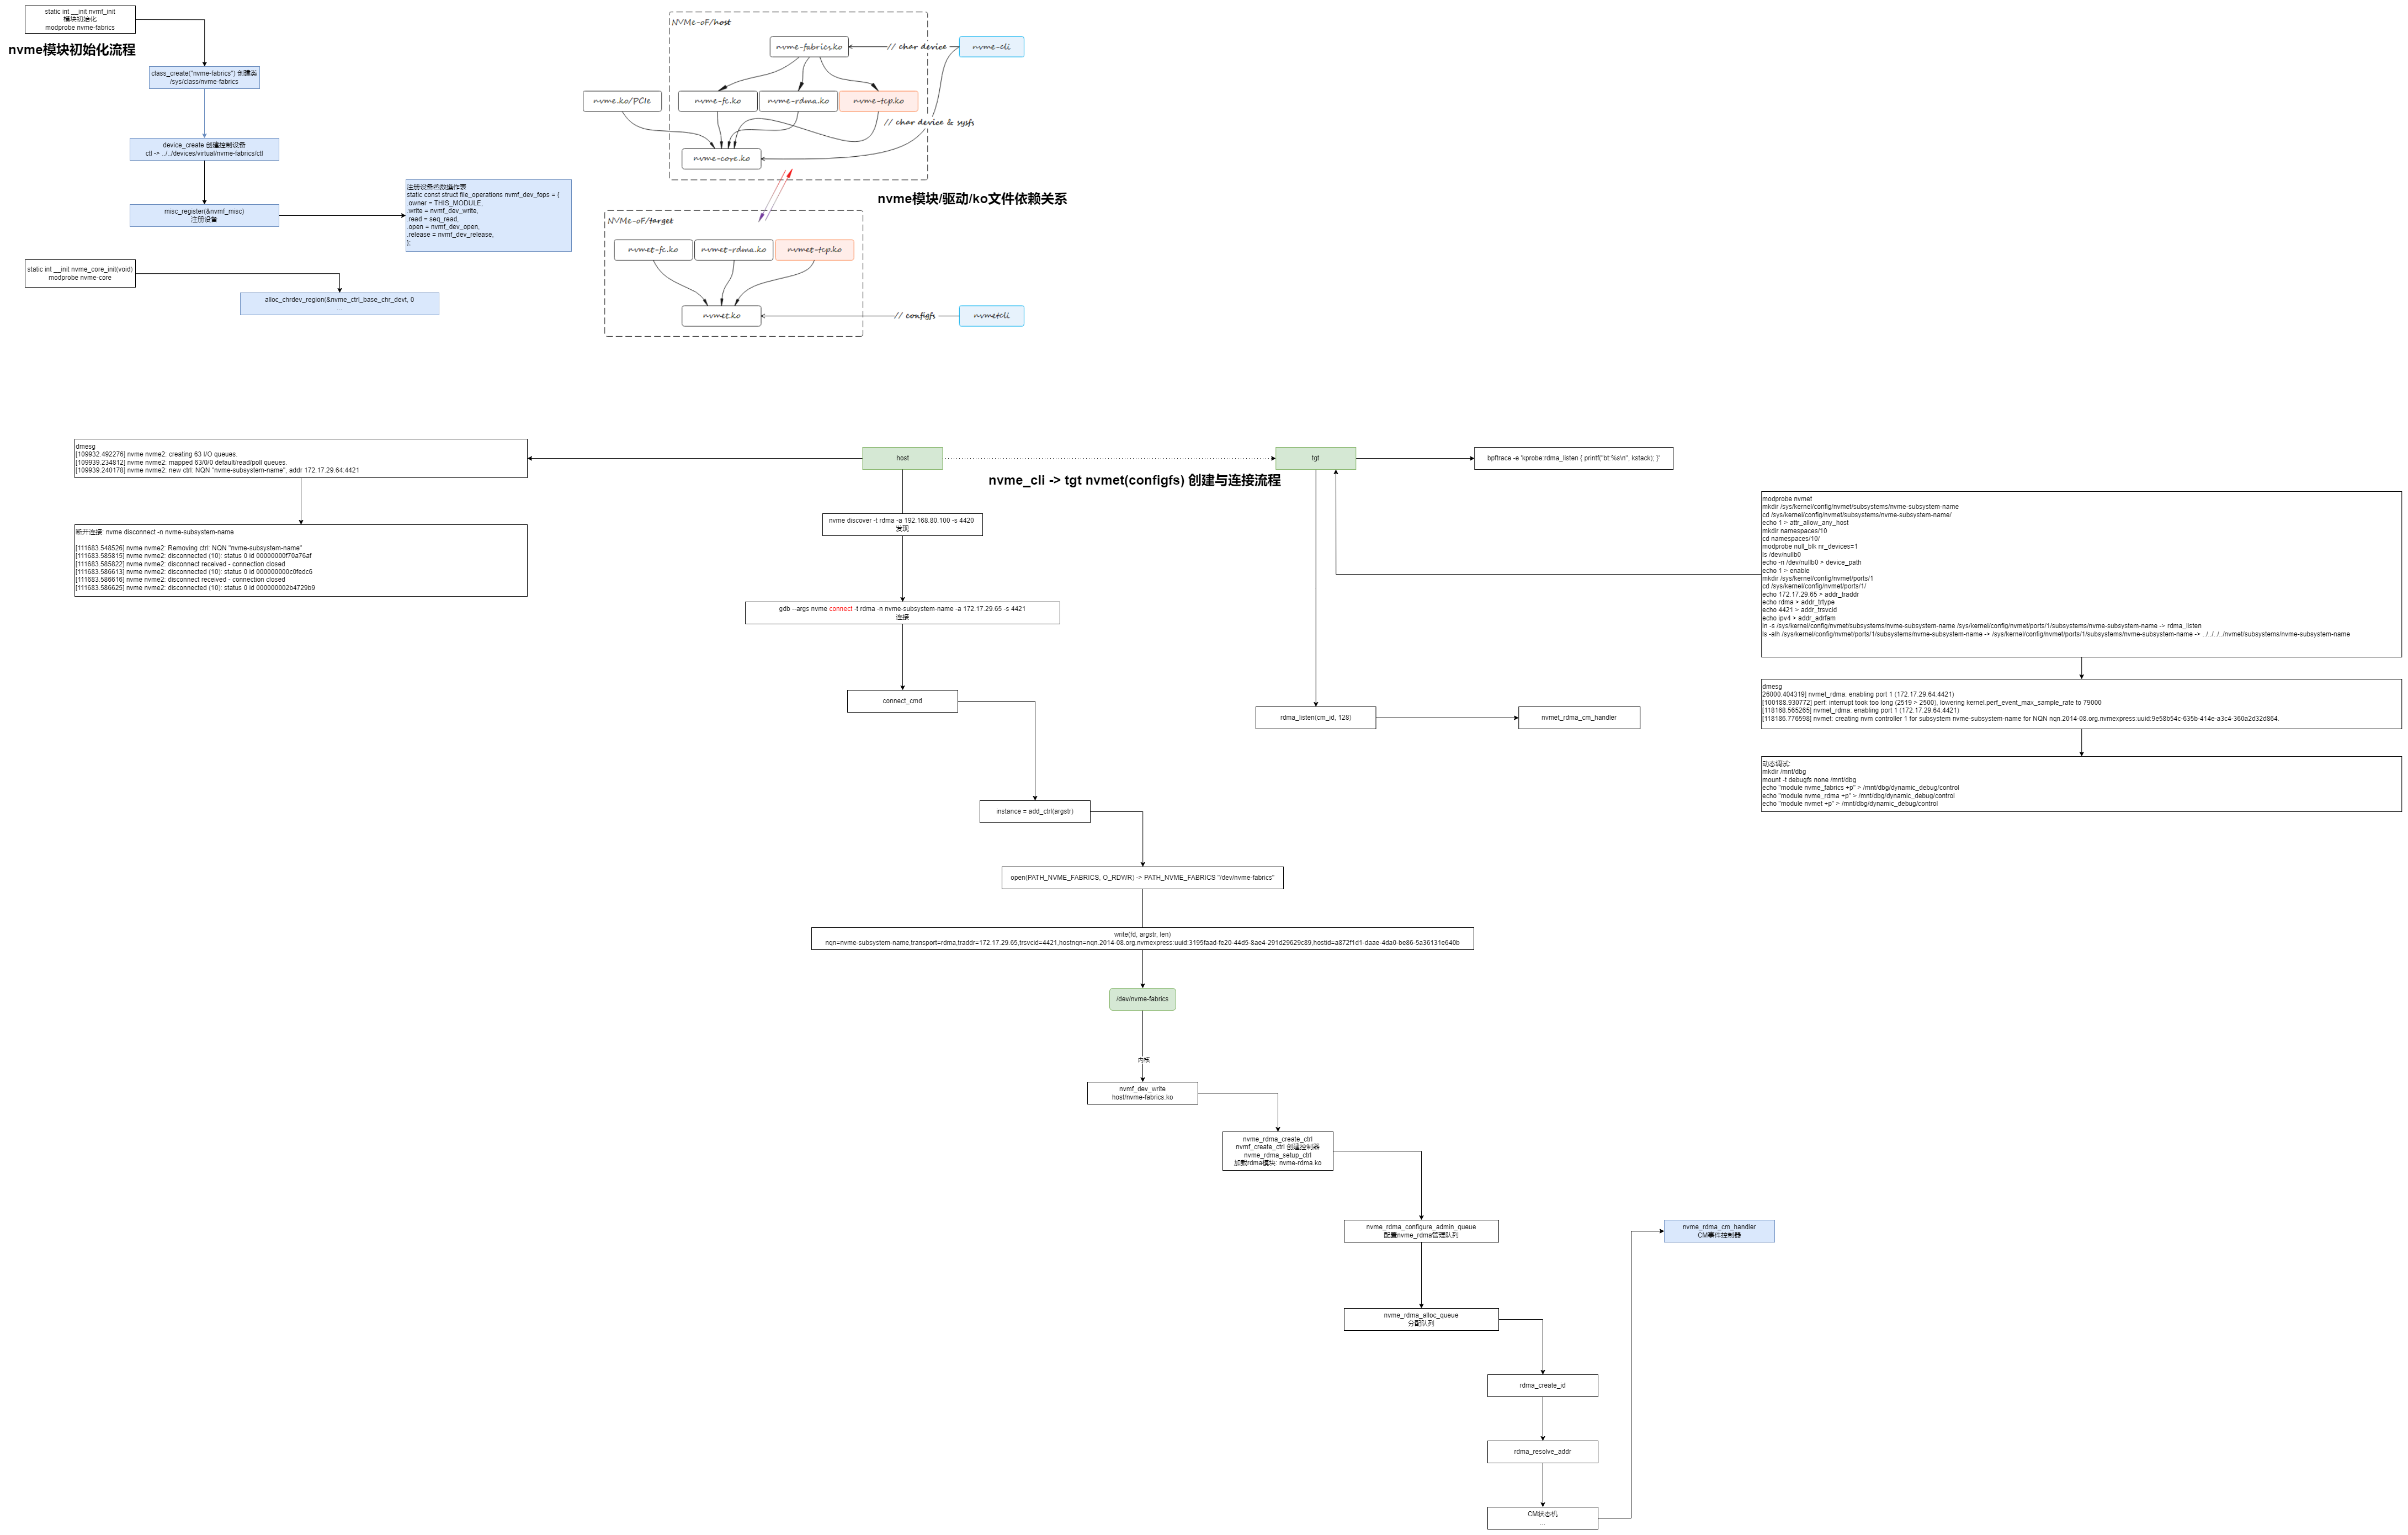 static int __init nvmf_init
模块初始化
modprobe nvme-fabrics
nvme模块初始化流程
class_create("nvme-fabrics") 创建类
/sys/class/nvme-fabrics
device_create 创建控制设备
ctl -> ../../devices/virtual/nvme-fabrics/ctl
misc_register(&nvmf_misc)
注册设备
注册设备函数操作表
static const struct file_operations nvmf_dev_fops = {
.owner = THIS_MODULE,
.write = nvmf_dev_write,
.read = seq_read,
.open = nvmf_dev_open,
.release = nvmf_dev_release,
};
static int __init nvme_core_init(void)
modprobe nvme-core
alloc_chrdev_region(&nvme_ctrl_base_chr_devt, 0
...
NVMe-oF/host
nvme-fabrics.ko
// char device
nvme-cli
nvme.ko/PCIe
nvme-fc.ko
nvme-rdma.ko
nvme-tcp.ko
// char device & sysfs
nvme-core.ko
nvme模块/驱动/ko文件依赖关系
NVMe-oF/target
nvmet-fc.ko
nvmet-rdma.ko
nvmet-tcp.ko
nvmet.ko
// configfs
nvmetcli
dmesg
[109932.492276] nvme nvme2: creating 63 I/O queues.
[109939.234812] nvme nvme2: mapped 63/0/0 default/read/poll queues.
[109939.240178] nvme nvme2: new ctrl: NQN "nvme-subsystem-name", addr 172.17.29.64:4421
断开连接: nvme disconnect -n nvme-subsystem-name
[111683.548526] nvme nvme2: Removing ctrl: NQN "nvme-subsystem-name"
[111683.585815] nvme nvme2: disconnected (10): status 0 id 00000000f70a76af
[111683.585822] nvme nvme2: disconnect received - connection closed
[111683.586613] nvme nvme2: disconnected (10): status 0 id 000000000c0fedc6
[111683.586616] nvme nvme2: disconnect received - connection closed
[111683.586625] nvme nvme2: disconnected (10): status 0 id 000000002b4729b9
host
tgt
bpftrace -e 'kprobe:rdma_listen { printf("bt:%s\n", kstack); }'
nvme_cli -> tgt nvmet(configfs) 创建与连接流程
nvme discover -t rdma -a 192.168.80.100 -s 4420
发现
gdb --args nvme connect -t rdma -n nvme-subsystem-name -a 172.17.29.65 -s 4421
连接
connect_cmd
rdma_listen(cm_id, 128)
nvmet_rdma_cm_handler
modprobe nvmet
mkdir /sys/kernel/config/nvmet/subsystems/nvme-subsystem-name
cd /sys/kernel/config/nvmet/subsystems/nvme-subsystem-name/
echo 1 > attr_allow_any_host
mkdir namespaces/10
cd namespaces/10/
modprobe null_blk nr_devices=1
ls /dev/nullb0
echo -n /dev/nullb0 > device_path
echo 1 > enable
mkdir /sys/kernel/config/nvmet/ports/1
cd /sys/kernel/config/nvmet/ports/1/
echo 172.17.29.65 > addr_traddr
echo rdma > addr_trtype
echo 4421 > addr_trsvcid
echo ipv4 > addr_adrfam
ln -s /sys/kernel/config/nvmet/subsystems/nvme-subsystem-name /sys/kernel/config/nvmet/ports/1/subsystems/nvme-subsystem-name -> rdma_listen
ls -alh /sys/kernel/config/nvmet/ports/1/subsystems/nvme-subsystem-name -> /sys/kernel/config/nvmet/ports/1/subsystems/nvme-subsystem-name -> ../../../../nvmet/subsystems/nvme-subsystem-name
dmesg
26000.404319] nvmet_rdma: enabling port 1 (172.17.29.64:4421)
[100188.930772] perf: interrupt took too long (2519 > 2500), lowering kernel.perf_event_max_sample_rate to 79000
[118168.565265] nvmet_rdma: enabling port 1 (172.17.29.64:4421)
[118186.776598] nvmet: creating nvm controller 1 for subsystem nvme-subsystem-name for NQN nqn.2014-08.org.nvmexpress:uuid:9e58b54c-635b-414e-a3c4-360a2d32d864.
动态调试:
mkdir /mnt/dbg
mount -t debugfs none /mnt/dbg
echo "module nvme_fabrics +p" > /mnt/dbg/dynamic_debug/control
echo "module nvme_rdma +p" > /mnt/dbg/dynamic_debug/control
echo "module nvmet +p" > /mnt/dbg/dynamic_debug/control
instance = add_ctrl(argstr)
open(PATH_NVME_FABRICS, O_RDWR) -> PATH_NVME_FABRICS "/dev/nvme-fabrics"
write(fd, argstr, len)
nqn=nvme-subsystem-name,transport=rdma,traddr=172.17.29.65,trsvcid=4421,hostnqn=nqn.2014-08.org.nvmexpress:uuid:3195faad-fe20-44d5-8ae4-291d29629c89,hostid=a872f1d1-daae-4da0-be86-5a36131e640b
/dev/nvme-fabrics
内核
nvmf_dev_write
host/nvme-fabrics.ko
nvme_rdma_create_ctrl
nvmf_create_ctrl 创建控制器
nvme_rdma_setup_ctrl
加载rdma模块: nvme-rdma.ko
nvme_rdma_configure_admin_queue
配置nvme_rdma管理队列
nvme_rdma_cm_handler
CM事件控制器
nvme_rdma_alloc_queue
分配队列
rdma_create_id
rdma_resolve_addr
CM状态机
...